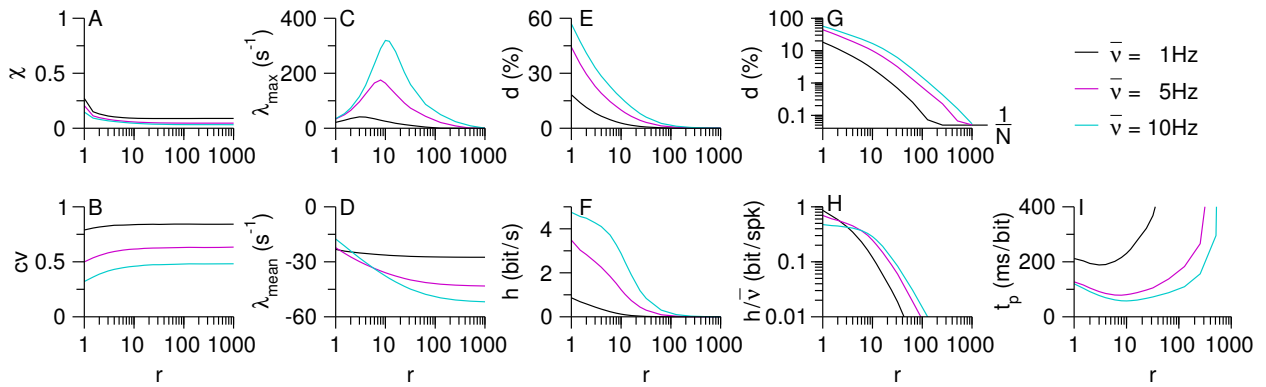 A
1
0.5
0
χ
1 10 100 1000
C
400
200
0
λmax (s⁻¹)
1 10 100 1000
E
60
30
0
d (%)
1 10 100 1000
G
100
10
1
0.1
d (%)
1 10 100 1000
1/N
ν̄ = 1Hz
ν̄ = 5Hz
ν̄ = 10Hz
B
1
0.5
0
cv
1 10 100 1000
r
D
0
-30
-60
λmean (s⁻¹)
1 10 100 1000
r
F
4
2
0
h (bit/s)
1 10 100 1000
r
H
1
0.1
0.01
h/ν̄ (bit/spk)
1 10 100 1000
r
I
400
200
0
tp (ms/bit)
1 10 100 1000
r